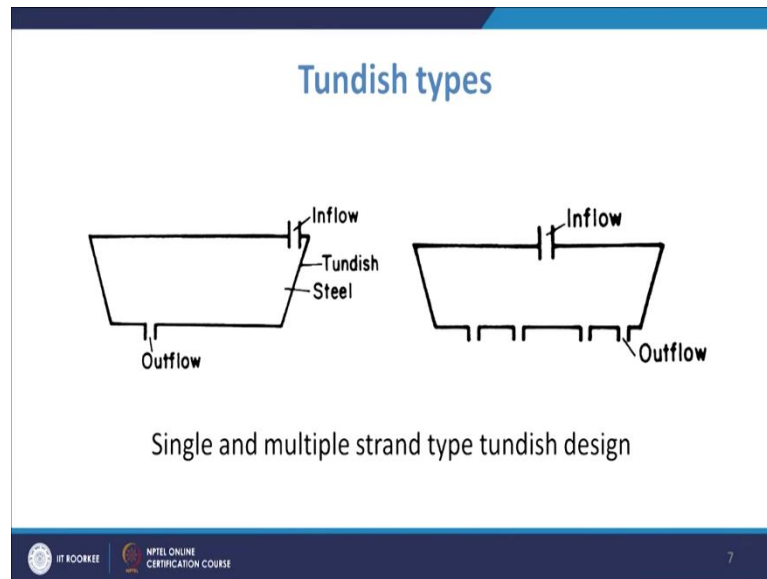 Tundish types
Inflow
Tundish
Steel
Outflow
Inflow
Outflow
Single and multiple strand type tundish design
IIT ROORKEE
NPTEL ONLINE
CERTIFICATION COURSE
7